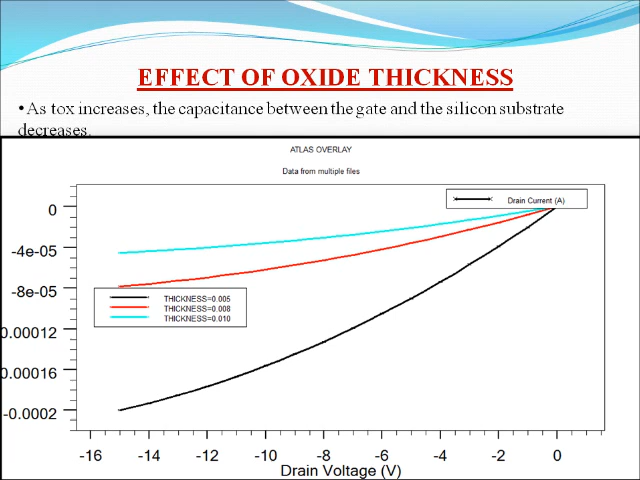 EFFECT OF OXIDE THICKNESS
•As tox increases, the capacitance between the gate and the silicon substrate
decreases.
ATLAS OVERLAY
Data from multiple files
Drain Current (A)
0
-4e-05
-8e-05
THICKNESS=0.005
THICKNESS=0.008
THICKNESS=0.010
0.00012
0.00016
-0.0002
-16 -14 -12 -10 -8 -6 -4 -2 0
Drain Voltage (V)